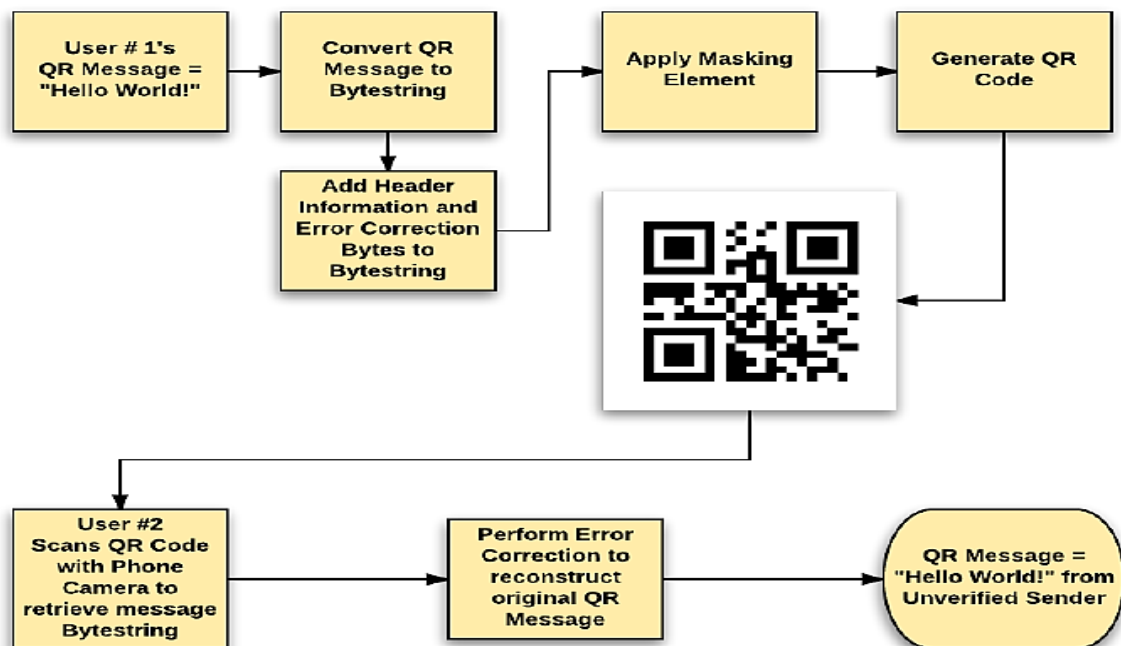 User # 1's
QR Message =
"Hello World!"
Convert QR
Message to
Bytestring
Add Header
Information and
Error Correction
Bytes to
Bytestring
Apply Masking
Element
Generate QR
Code
User #2
Scans QR Code
with Phone
Camera to
retrieve message
Bytestring
Perform Error
Correction to
reconstruct
original QR
Message
QR Message =
"Hello World!" from
Unverified Sender